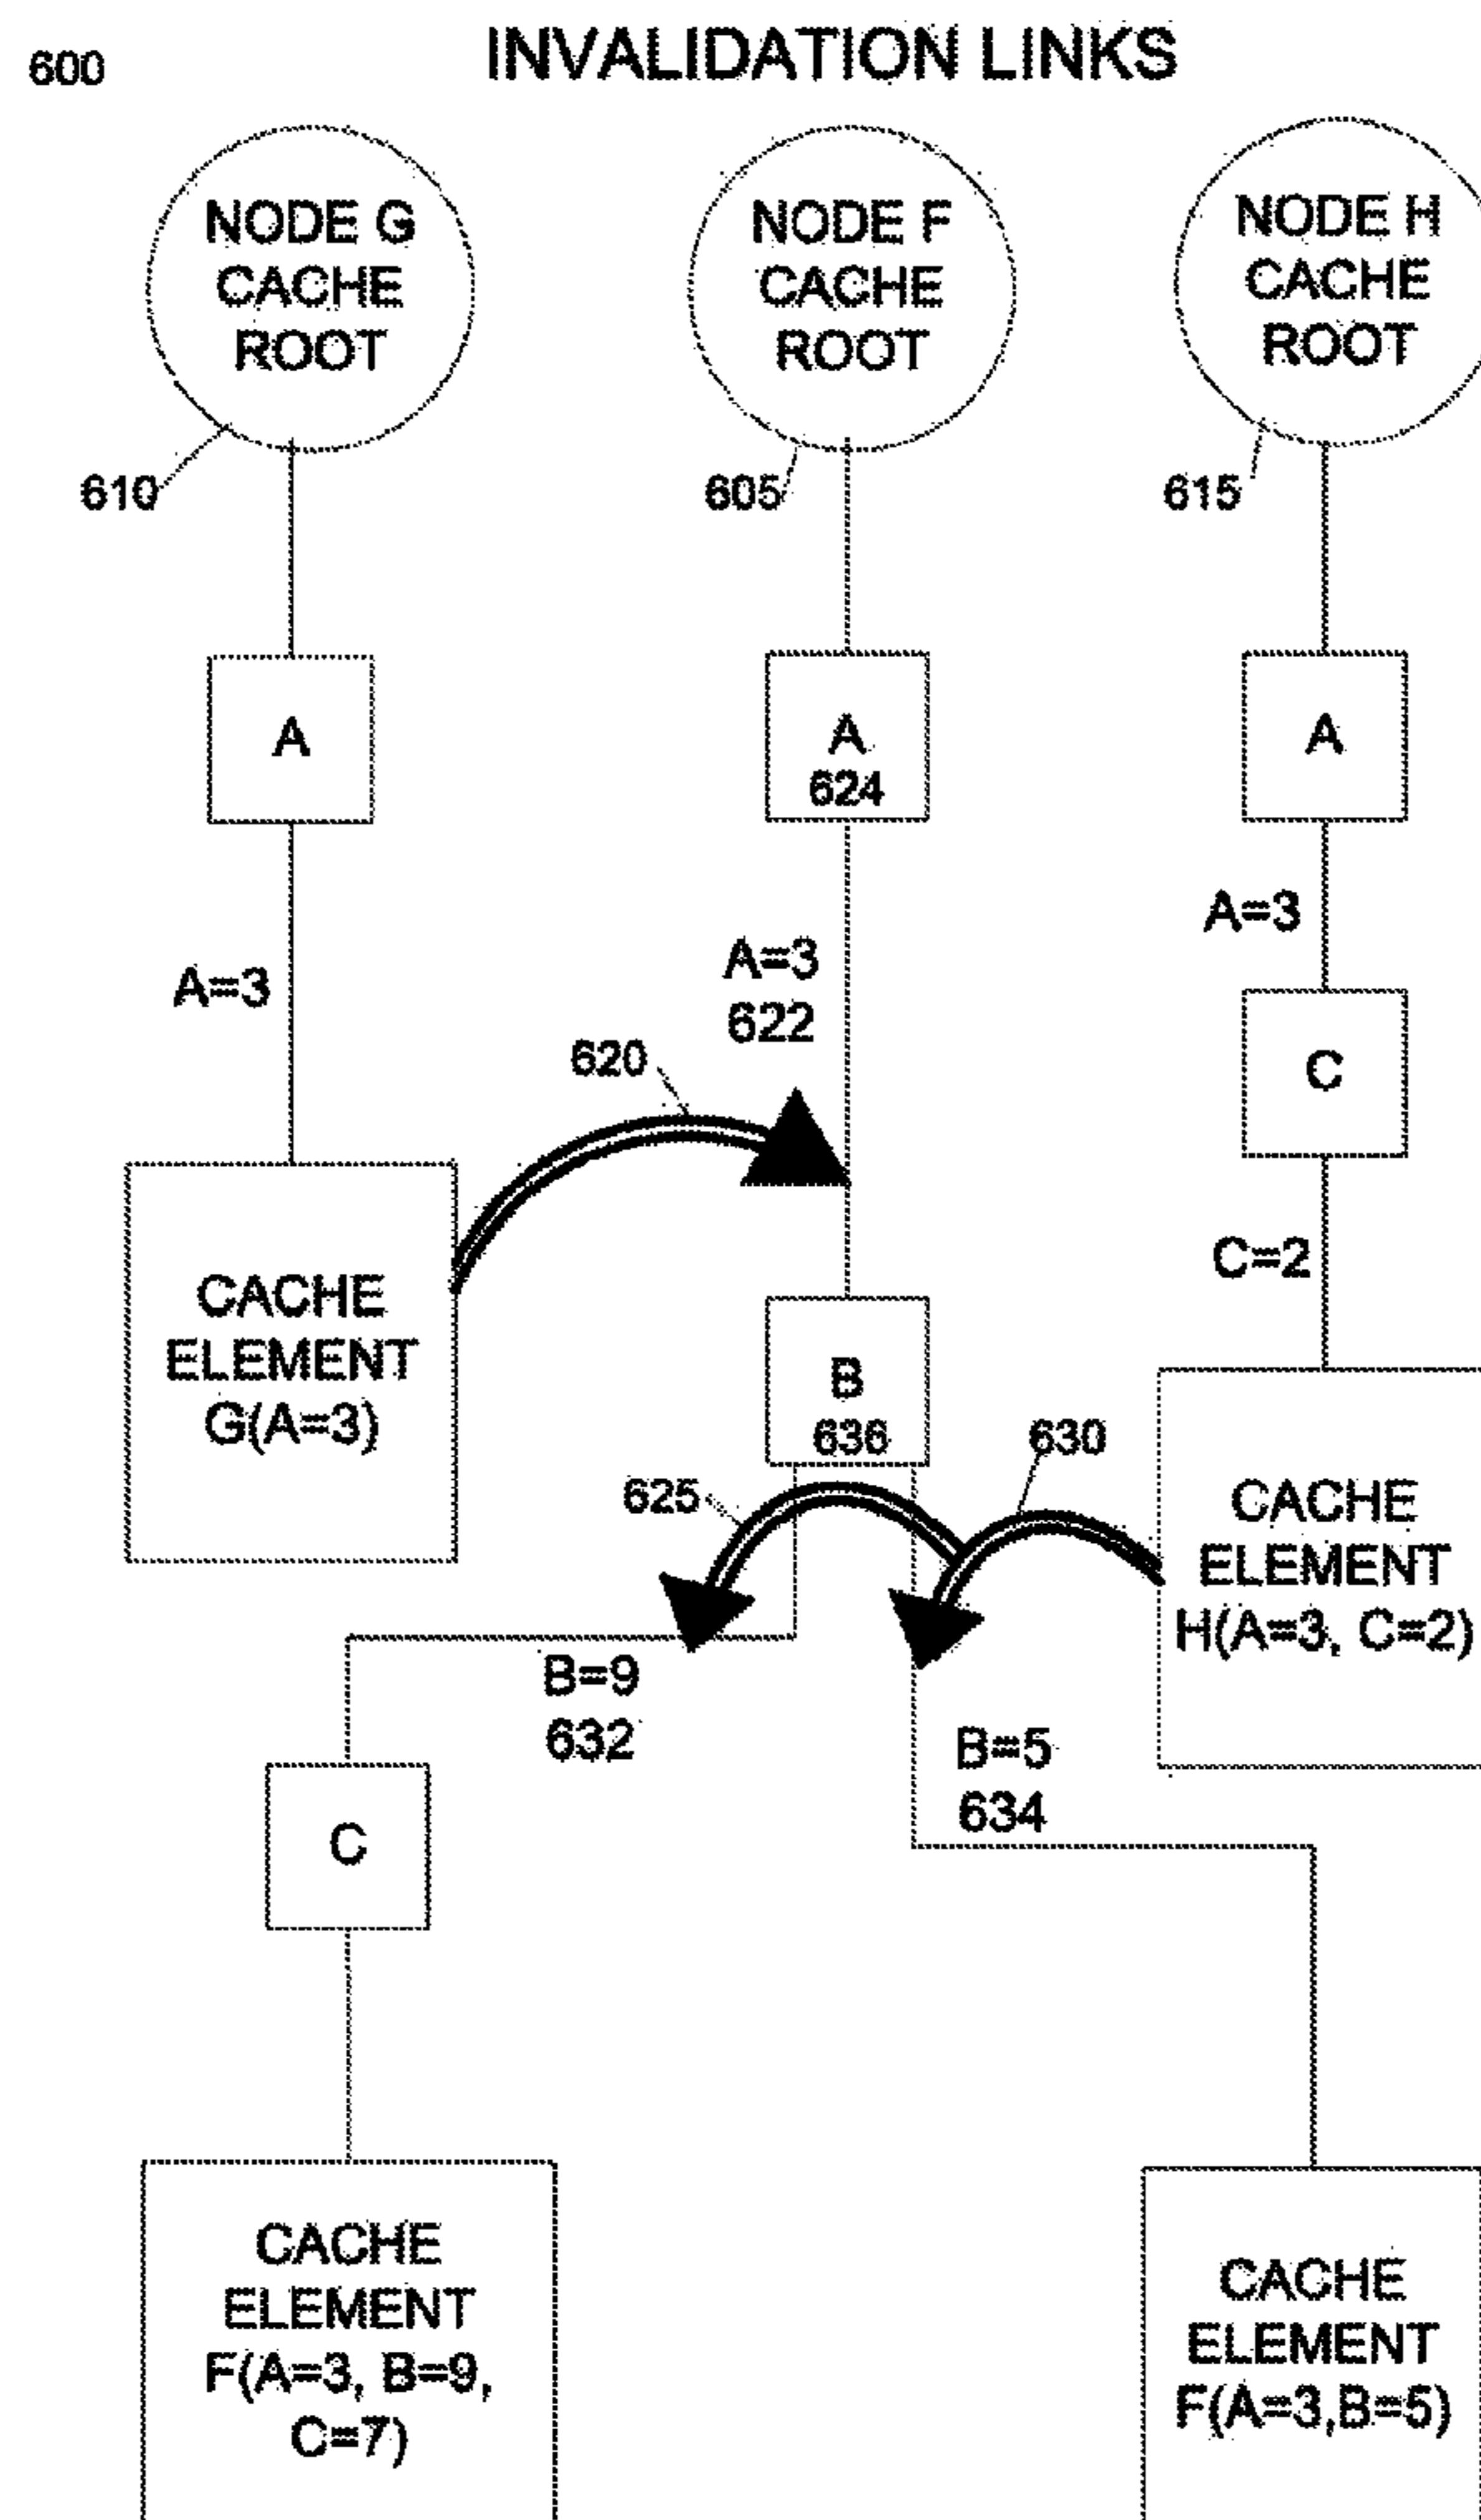 600
INVALIDATION LINKS
NODE G
CACHE
ROOT
NODE F
CACHE
ROOT
NODE H
CACHE
ROOT
610
605
615
A
A
624
A
A=3
A=3
622
A=3
C
620
C=2
CACHE
ELEMENT
G(A=3)
B
636
630
625
CACHE
ELEMENT
H(A=3, C=2)
B=9
632
B=5
634
C
CACHE
ELEMENT
F(A=3, B=9,
C=7)
CACHE
ELEMENT
F(A=3,B=5)